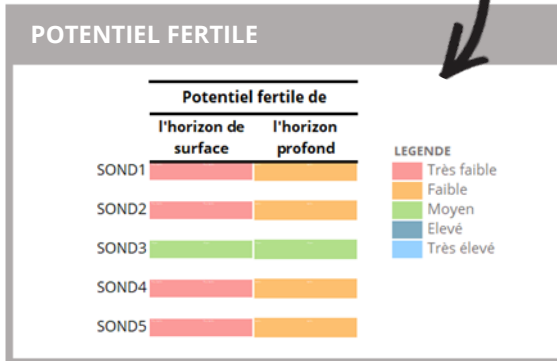 POTENTIEL FERTILE
Potentiel fertile de
l'horizon de surface
l'horizon profond
SOND1
SOND2
SOND3
SOND4
SOND5
LEGENDE
Très faible
Faible
Moyen
Elevé
Très élevé